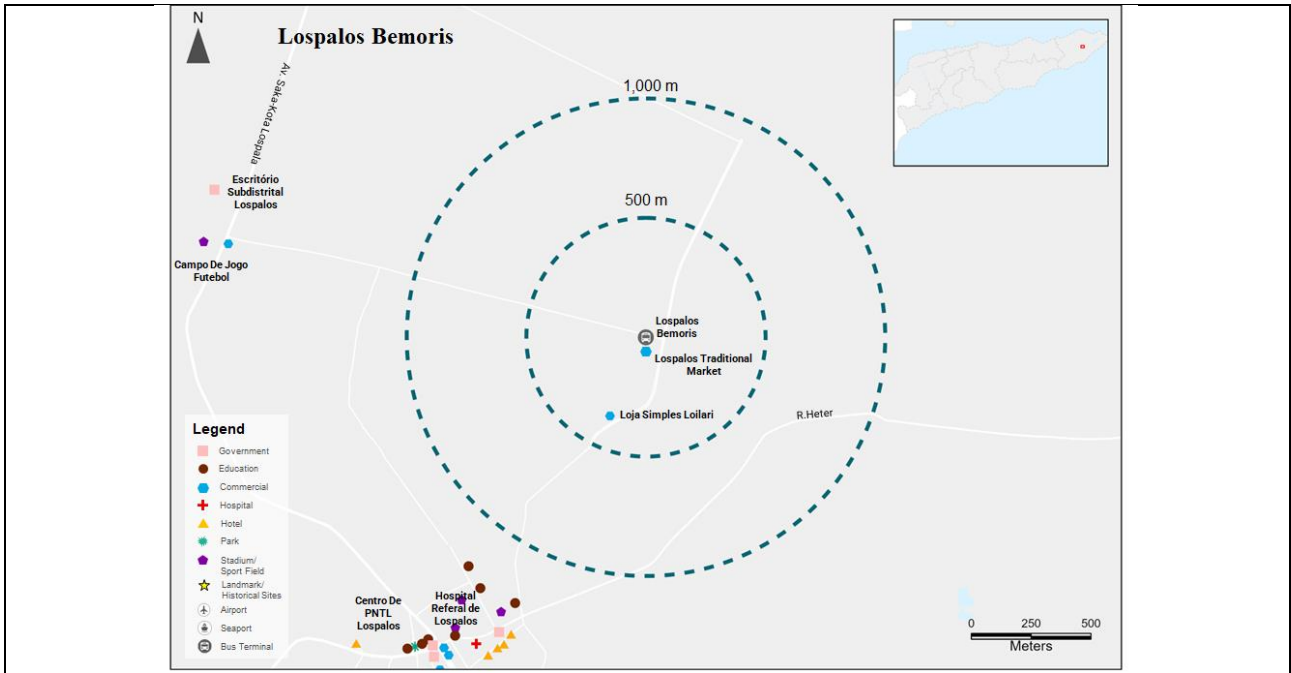 N
Lospalos Bemoris
Av. Saka-Kota Lospala
1,000 m
500 m
Escritório
Subdistrital
Lospalos
Campo De Jogo
Futebol
Lospalos
Bemoris
Lospalos Traditional
Market
Loja Simples Loilari
R.Heter
Legend
Government
Education
Commercial
Hospital
Hotel
Park
Stadium/
Sport Field
Landmark/
Historical Sites
Airport
Seaport
Bus Terminal
Centro De
PNTL
Lospalos
Hospital
Referal de
Lospalos
0 250 500
Meters